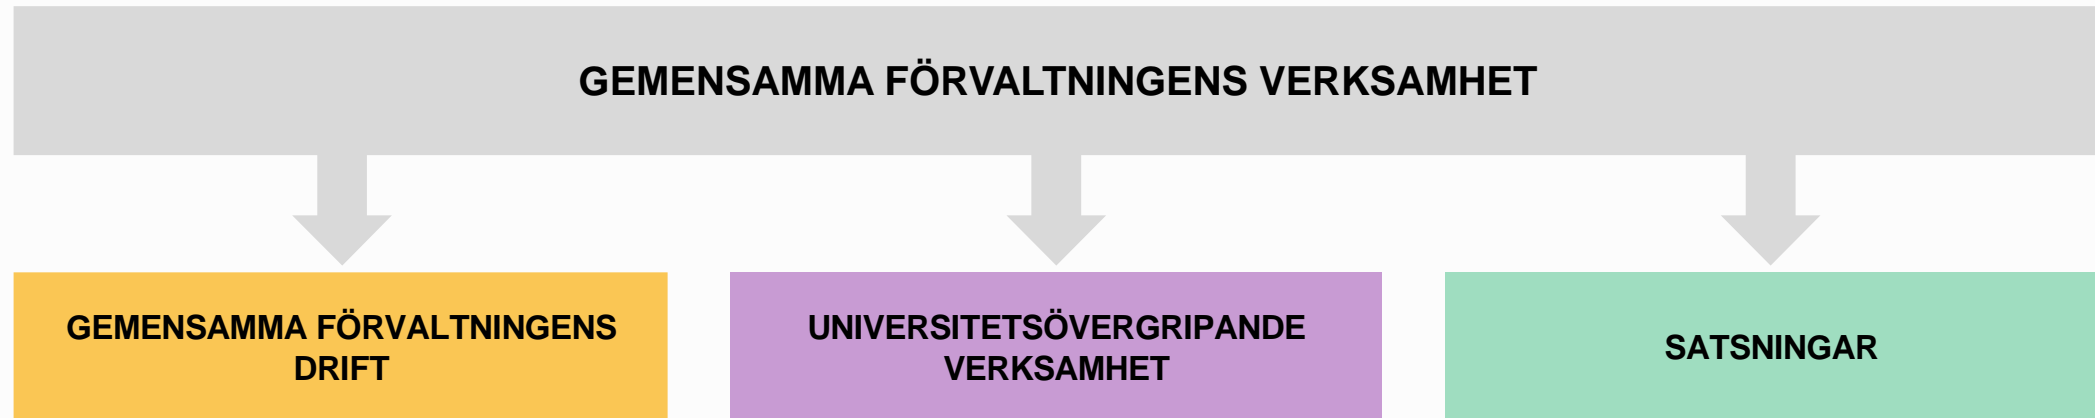 GEMENSAMMA FÖRVALTNINGENS VERKSAMHET
GEMENSAMMA FÖRVALTNINGENS
DRIFT
UNIVERSITETSÖVERGRIPANDE
VERKSAMHET
SATSNINGAR